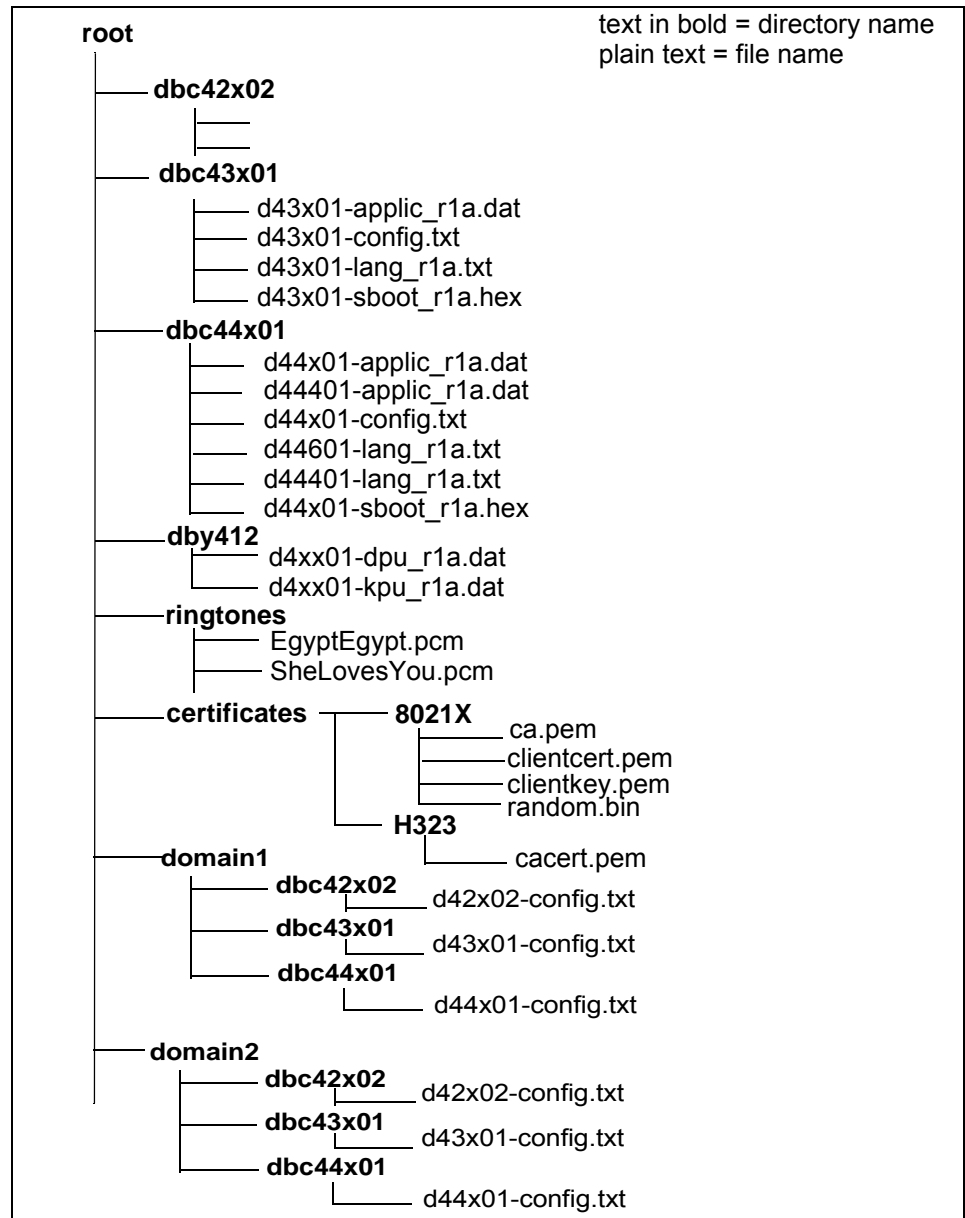 root
text in bold = directory name
plain text = file name
dbc42x02
dbc43x01
d43x01-applic_r1a.dat
d43x01-config.txt
d43x01-lang_r1a.txt
d43x01-sboot_r1a.hex
dbc44x01
d44x01-applic_r1a.dat
d44401-applic_r1a.dat
d44x01-config.txt
d44601-lang_r1a.txt
d44401-lang_r1a.txt
d44x01-sboot_r1a.hex
dby412
d4xx01-dpu_r1a.dat
d4xx01-kpu_r1a.dat
ringtones
EgyptEgypt.pcm
SheLovesYou.pcm
certificates
8021X
ca.pem
clientcert.pem
clientkey.pem
random.bin
H323
cacert.pem
domain1
dbc42x02
d42x02-config.txt
dbc43x01
d43x01-config.txt
dbc44x01
d44x01-config.txt
domain2
dbc42x02
d42x02-config.txt
dbc43x01
d43x01-config.txt
dbc44x01
d44x01-config.txt